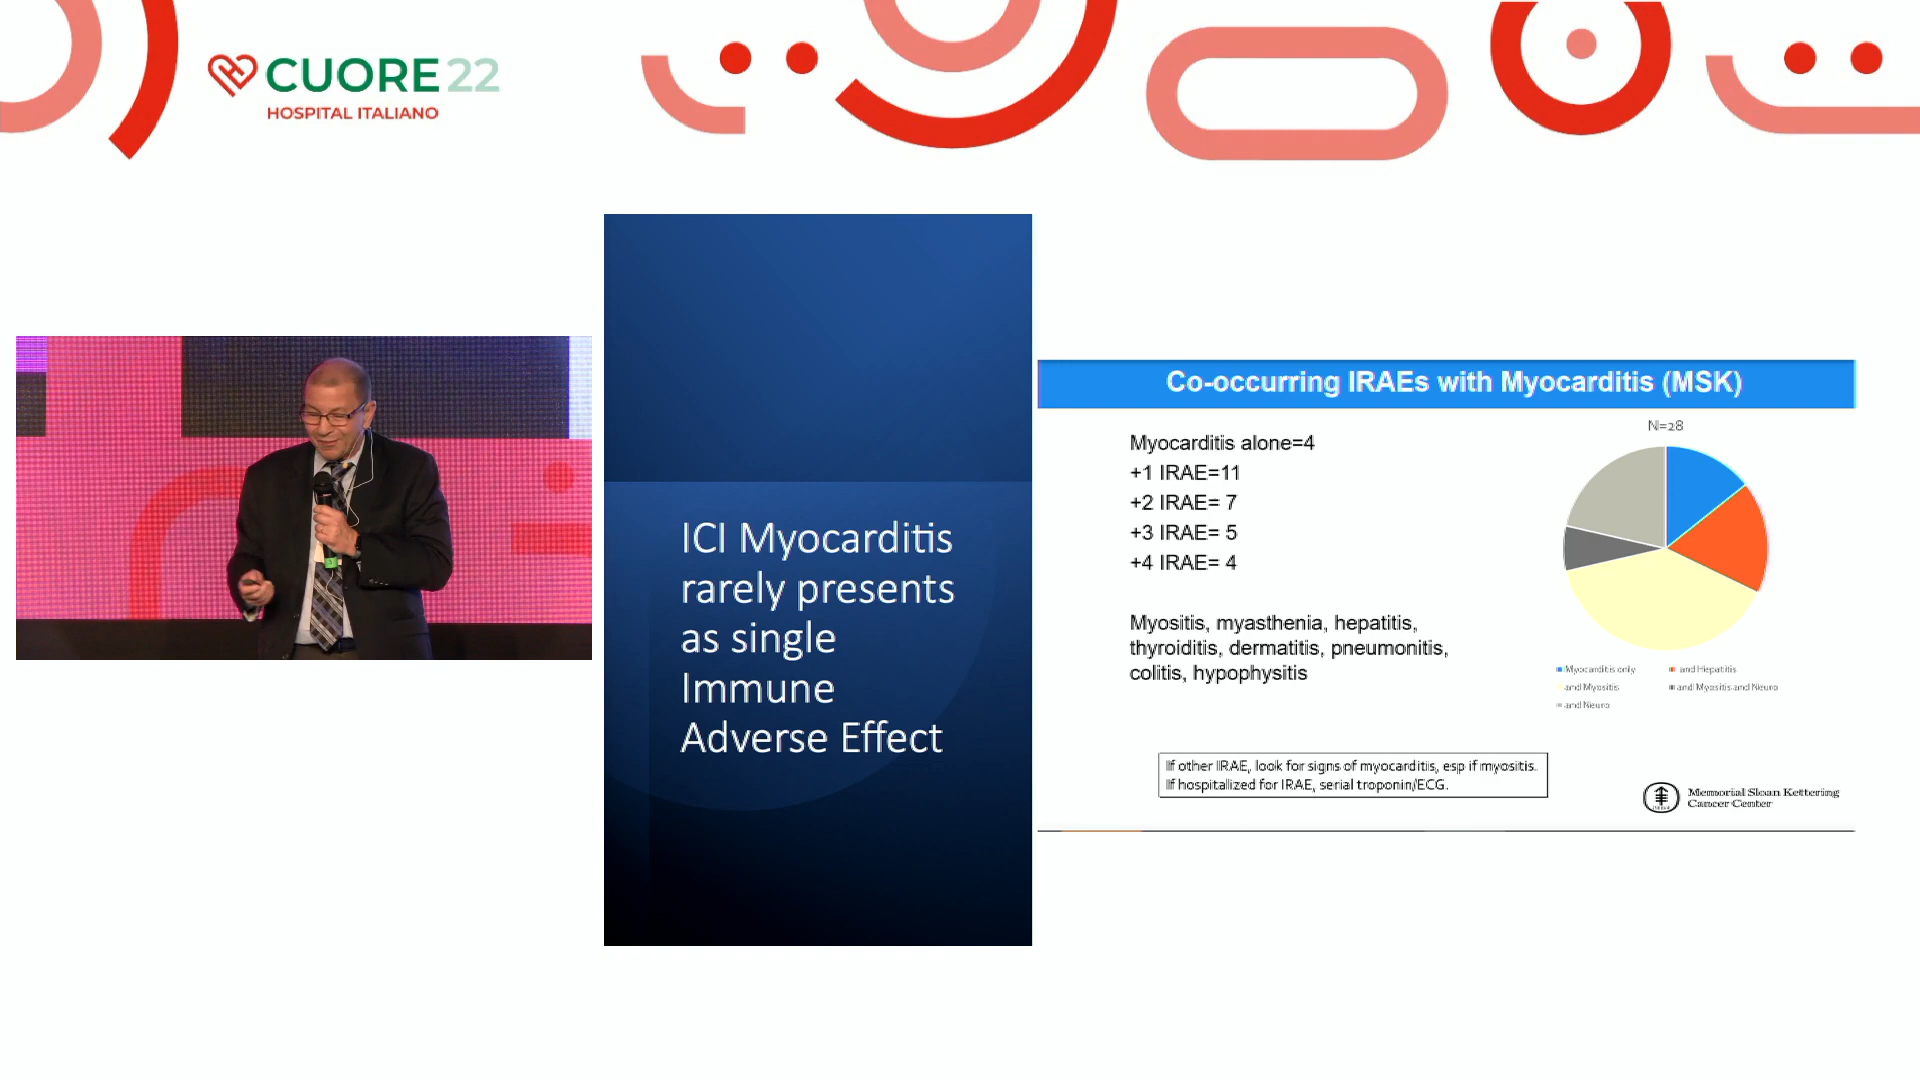 CUORE 22
HOSPITAL ITALIANO
ICI Myocarditis
rarely presents
as single
Immune
Adverse Effect
Co-occurring IRAEs with Myocarditis (MSK)
Myocarditis alone=4
+1 IRAE=11
+2 IRAE= 7
+3 IRAE= 5
+4 IRAE= 4
Myositis, myasthenia, hepatitis,
thyroiditis, dermatitis, pneumonitis,
colitis, hypophysitis
N=28
Myocarditis only
and Hepatitis
and Myositis
and Myositis and Neuro
and Neuro
If other IRAE, look for signs of myocarditis, esp if myositis.
If hospitalized for IRAE, serial troponin/ECG.
Memorial Sloan Kettering
Cancer Center